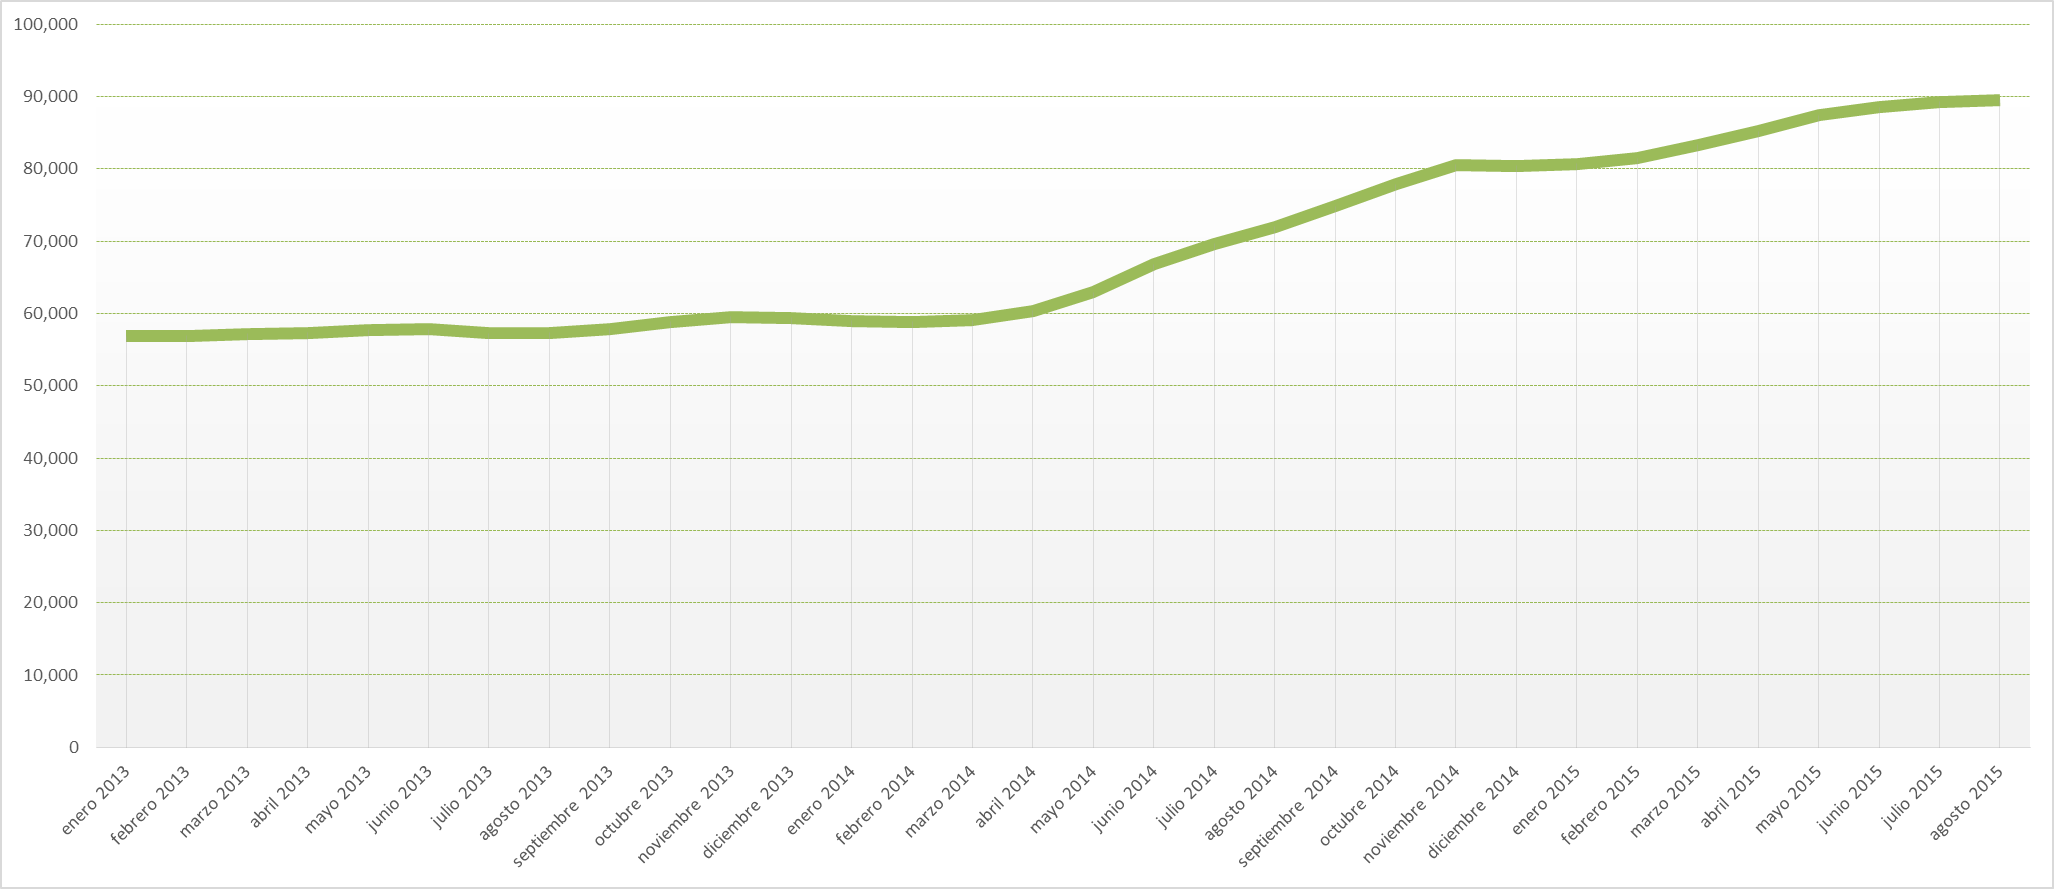 100,000
90,000
80,000
70,000
60,000
50,000
40,000
30,000
20,000
10,000
0
enero 2013
febrero 2013
marzo 2013
abril 2013
mayo 2013
junio 2013
julio 2013
agosto 2013
septiembre 2013
octubre 2013
noviembre 2013
diciembre 2013
enero 2014
febrero 2014
marzo 2014
abril 2014
mayo 2014
junio 2014
julio 2014
agosto 2014
septiembre 2014
octubre 2014
noviembre 2014
diciembre 2014
enero 2015
febrero 2015
marzo 2015
abril 2015
mayo 2015
junio 2015
julio 2015
agosto 2015